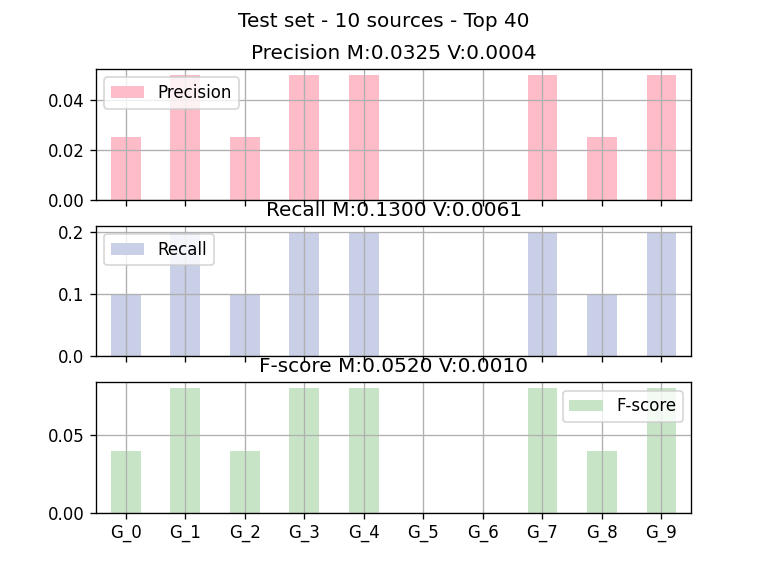 Test set - 10 sources - Top 40
Precision M:0.0325 V:0.0004
0.04
0.02
0.00
Precision
Recall M:0.1300 V:0.0061
0.2
0.1
0.0
Recall
F-score M:0.0520 V:0.0010
0.05
0.00
F-score
G_0 G_1 G_2 G_3 G_4 G_5 G_6 G_7 G_8 G_9